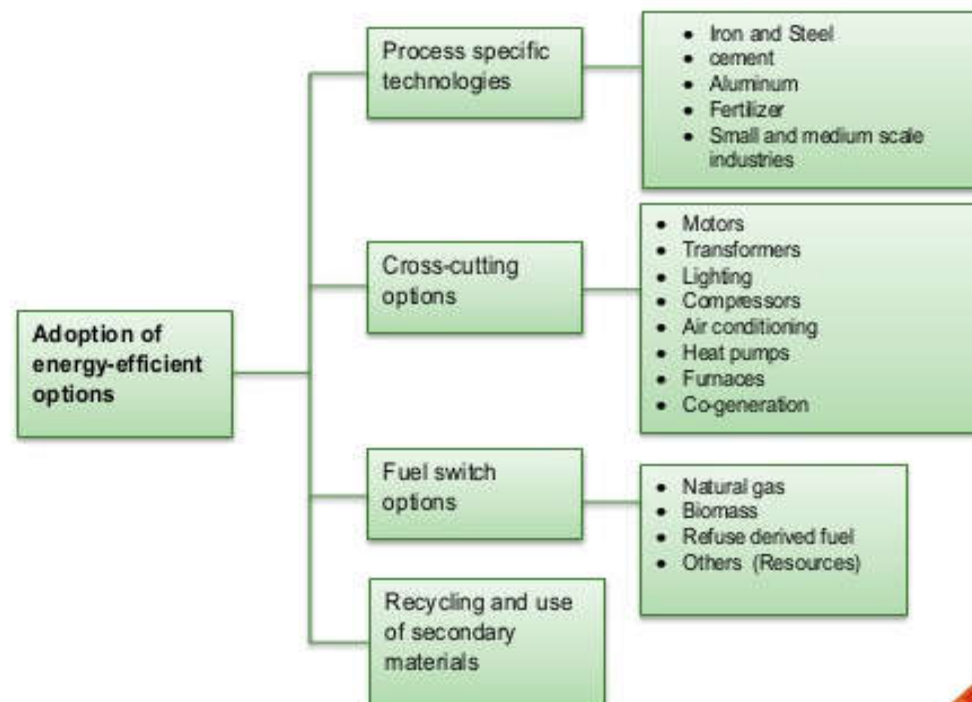 Process specific
technologies
• Iron and Steel
• cement
• Aluminum
• Fertilizer
• Small and medium scale
industries
Cross-cutting
options
• Motors
• Transformers
• Lighting
• Compressors
• Air conditioning
• Heat pumps
• Furnaces
• Co-generation
Adoption of
energy-efficient
options
Fuel switch
options
• Natural gas
• Biomass
• Refuse derived fuel
• Others (Resources)
Recycling and use
of secondary
materials